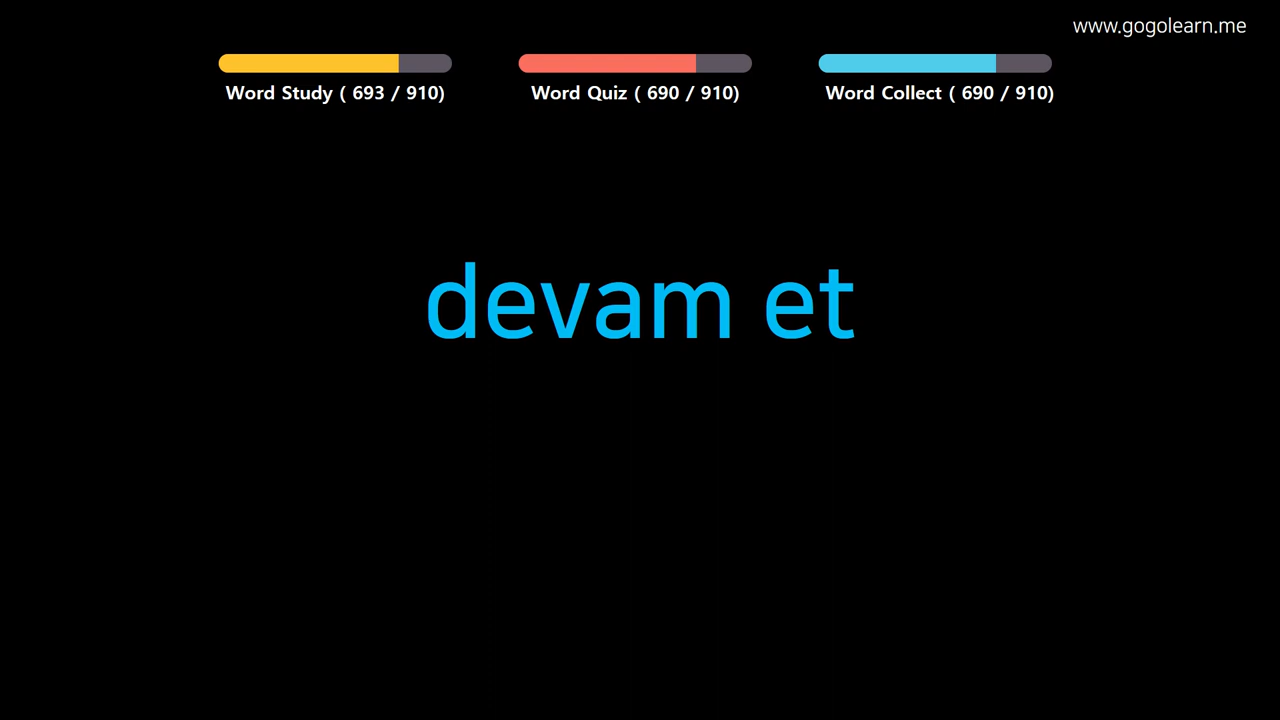 www.gogolearn.me
Word Study ( 693 / 910)
Word Quiz ( 690 / 910)
Word Collect ( 690 / 910)
devam et